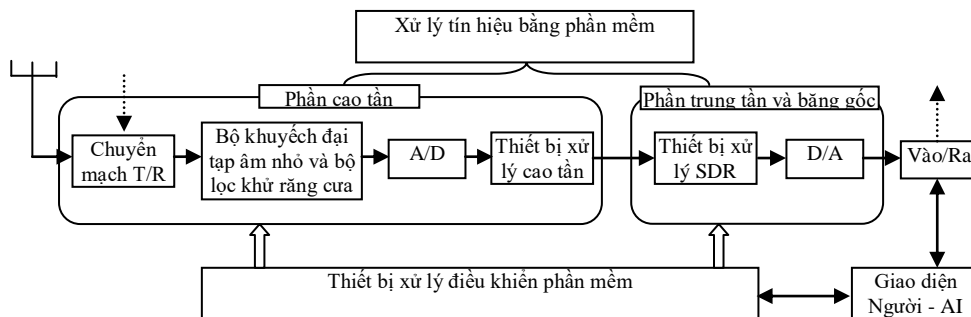 Xử lý tín hiệu bằng phần mềm
Phần cao tần
Phần trung tần và băng gốc
Chuyển
mạch T/R
Bộ khuyếch đại
tạp âm nhỏ và bộ
lọc khử răng cưa
A/D
Thiết bị xử
lý cao tần
Thiết bị xử
lý SDR
D/A
Vào/Ra
Thiết bị xử lý điều khiển phần mềm
Giao diện
Người - AI